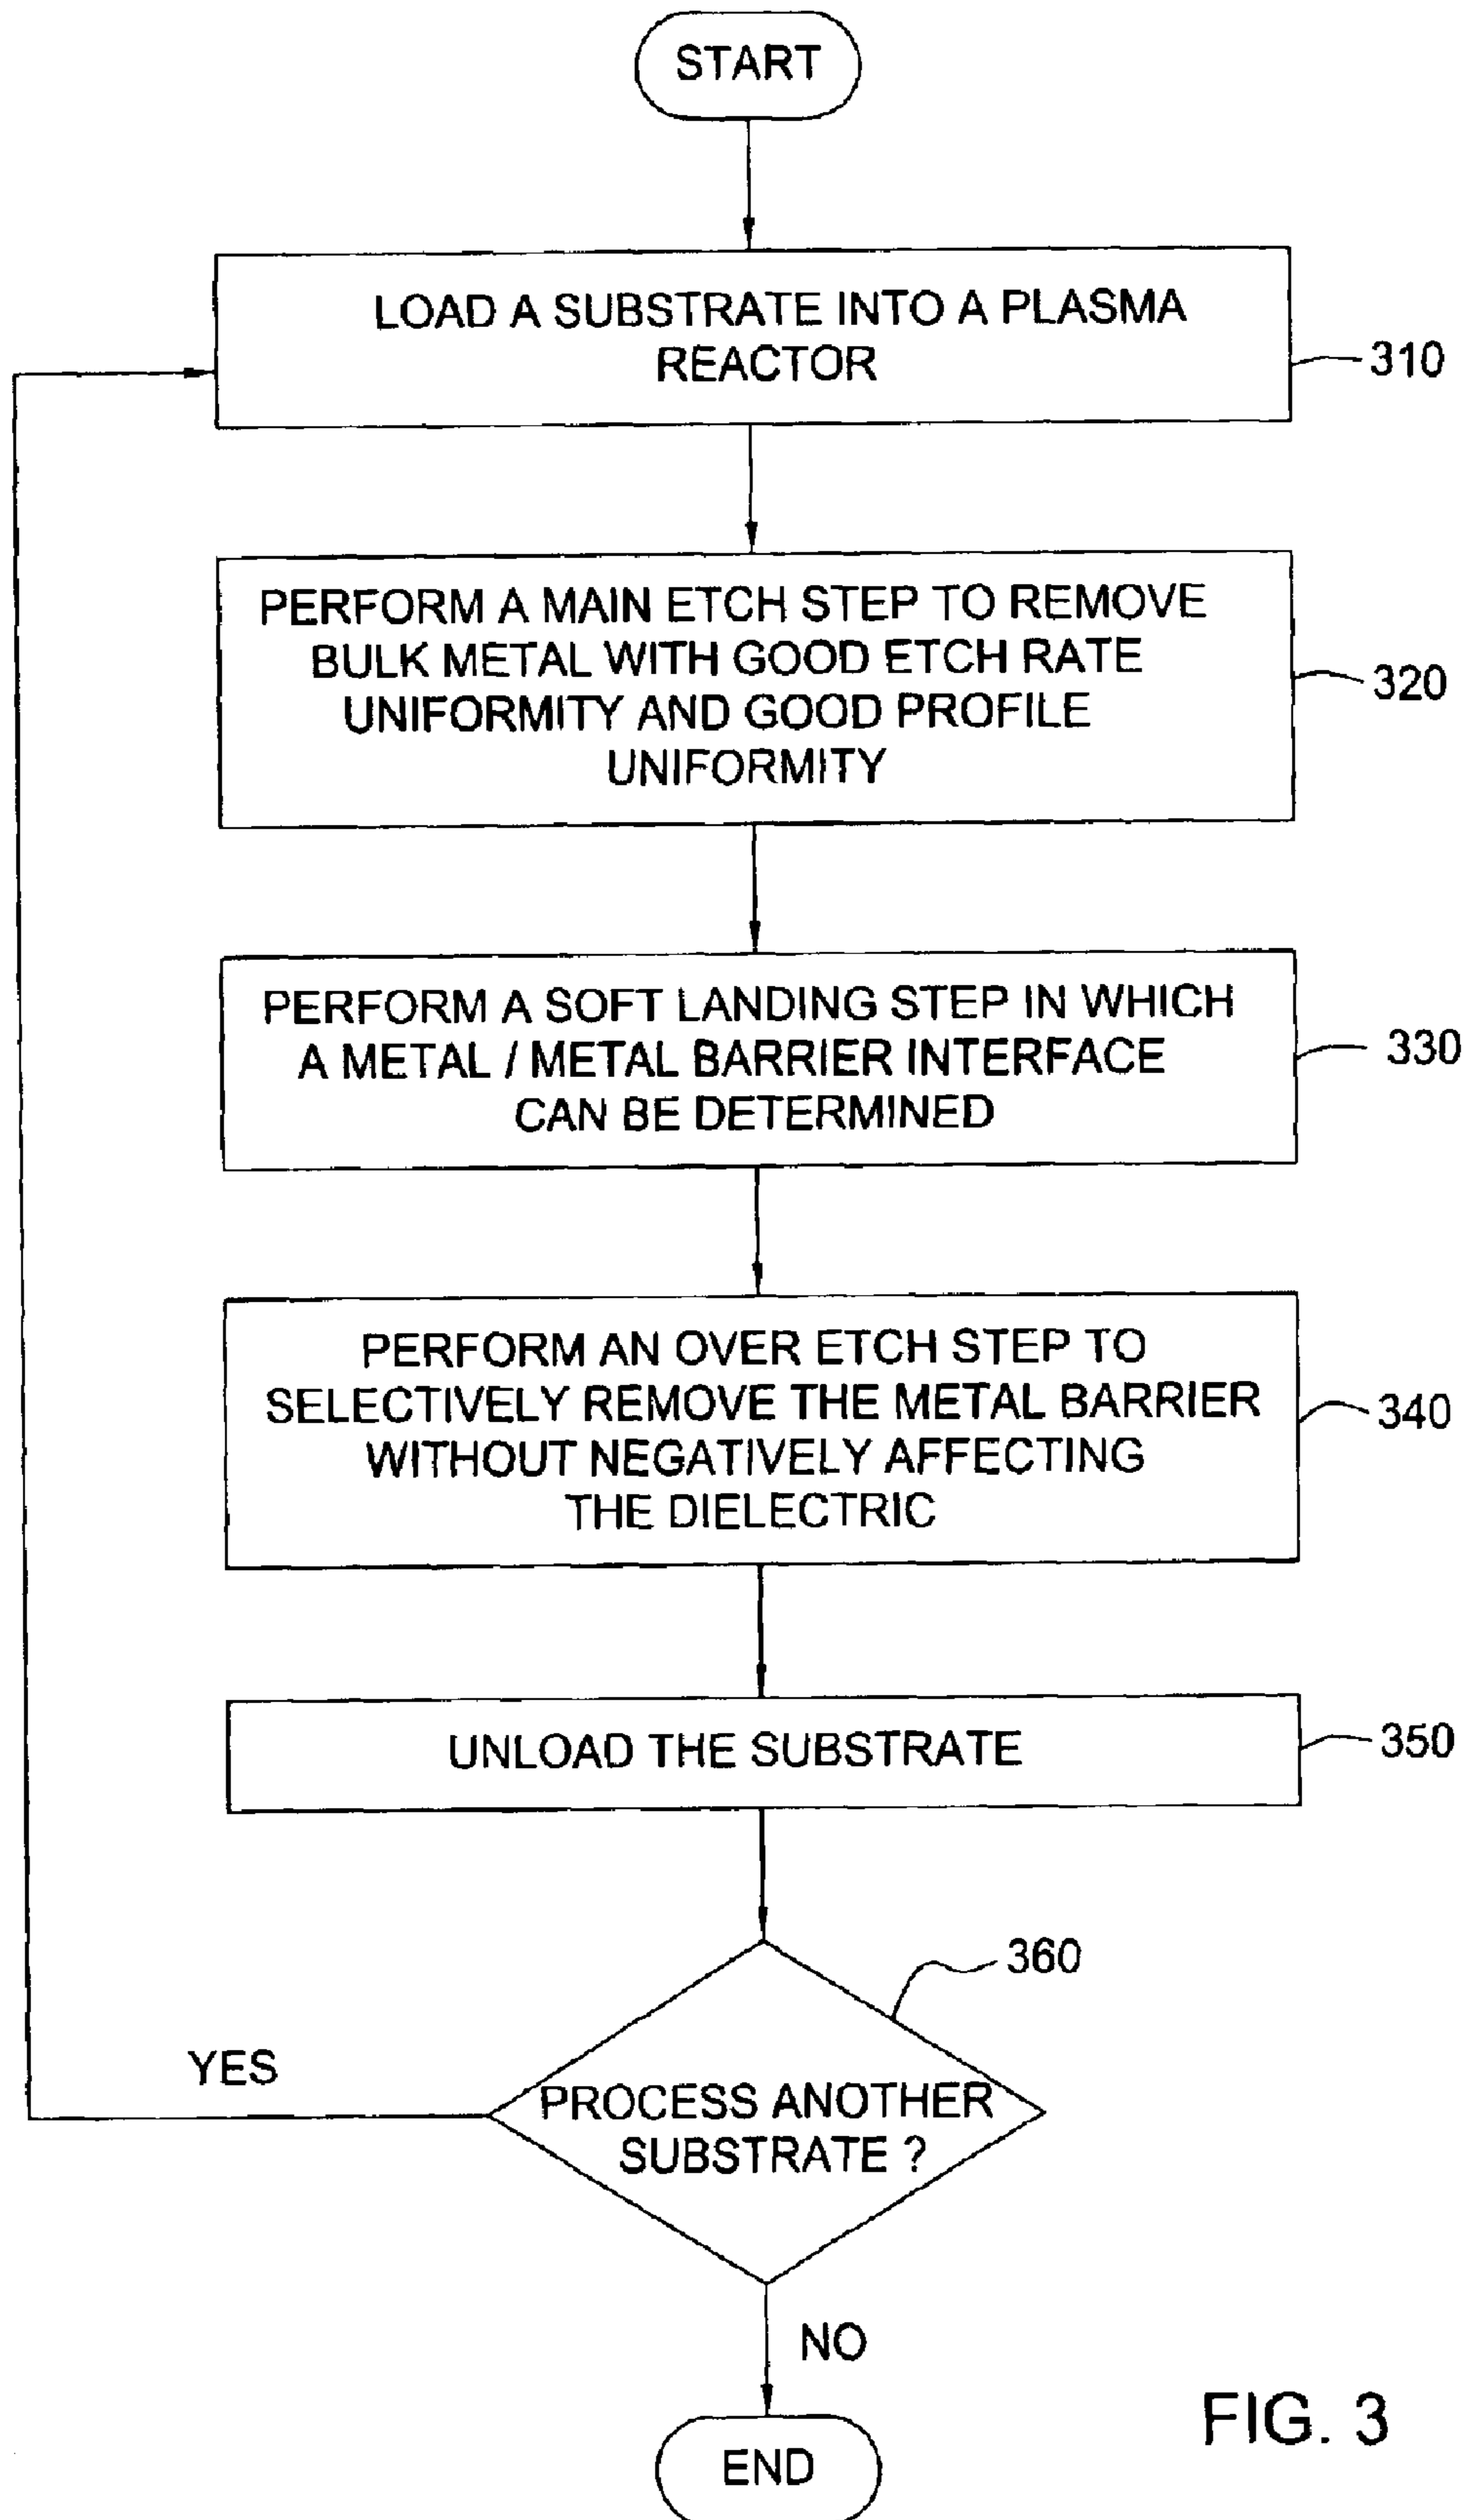 START
LOAD A SUBSTRATE INTO A PLASMA
REACTOR
310
PERFORM A MAIN ETCH STEP TO REMOVE
BULK METAL WITH GOOD ETCH RATE
UNIFORMITY AND GOOD PROFILE
UNIFORMITY
320
PERFORM A SOFT LANDING STEP IN WHICH
A METAL / METAL BARRIER INTERFACE
CAN BE DETERMINED
330
PERFORM AN OVER ETCH STEP TO
SELECTIVELY REMOVE THE METAL BARRIER
WITHOUT NEGATIVELY AFFECTING
THE DIELECTRIC
340
UNLOAD THE SUBSTRATE
350
360
YES
PROCESS ANOTHER
SUBSTRATE ?
NO
END
FIG. 3